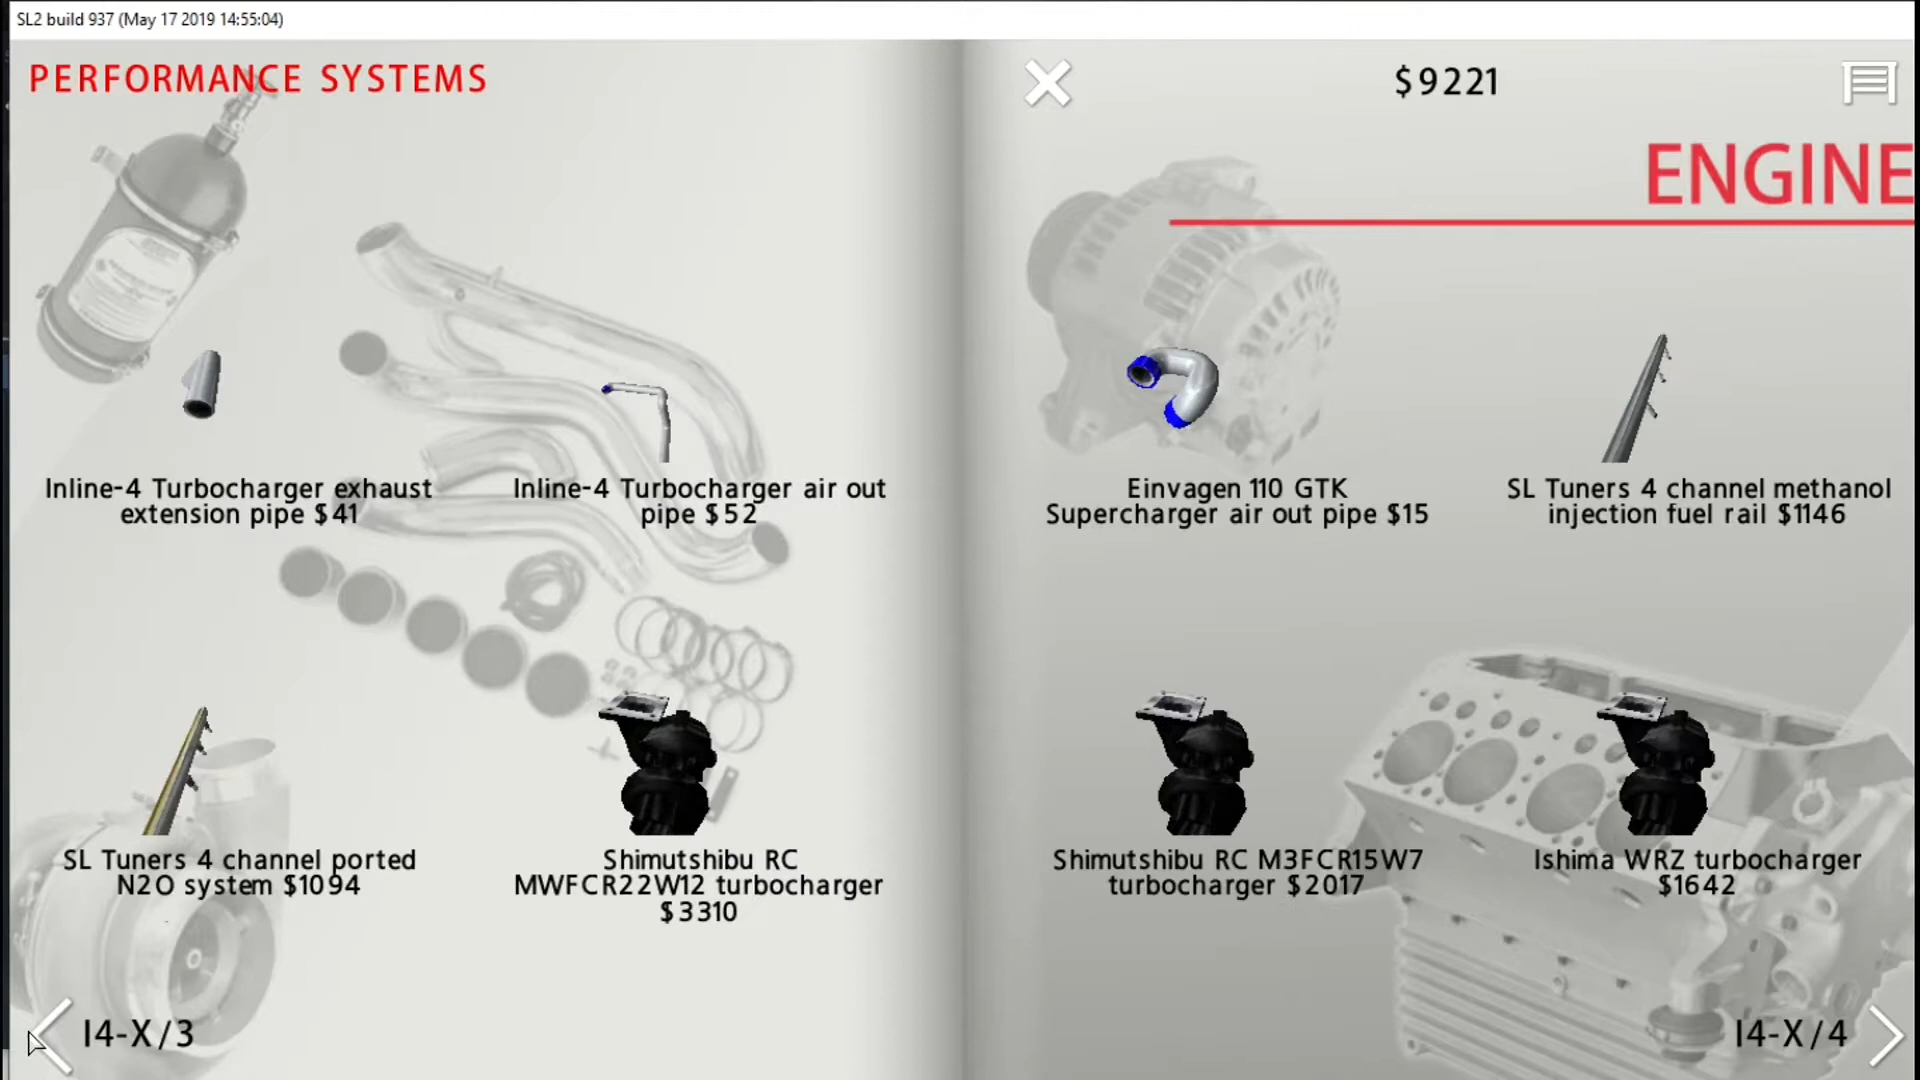 SL2 build 937 (May 17 2019 14:55:04)
PERFORMANCE SYSTEMS
$9221
ENGINE
Inline-4 Turbocharger exhaust
extension pipe $41
Inline-4 Turbocharger air out
pipe $52
Einvagen 110 GTK
Supercharger air out pipe $15
SL Tuners 4 channel methanol
injection fuel rail $1146
SL Tuners 4 channel ported
N2O system $1094
Shimutshibu RC
MWFCR22W12 turbocharger
$3310
Shimutshibu RC M3FCR15W7
turbocharger $2017
Ishima WRZ turbocharger
$1642
I4-X/3
I4-X/4